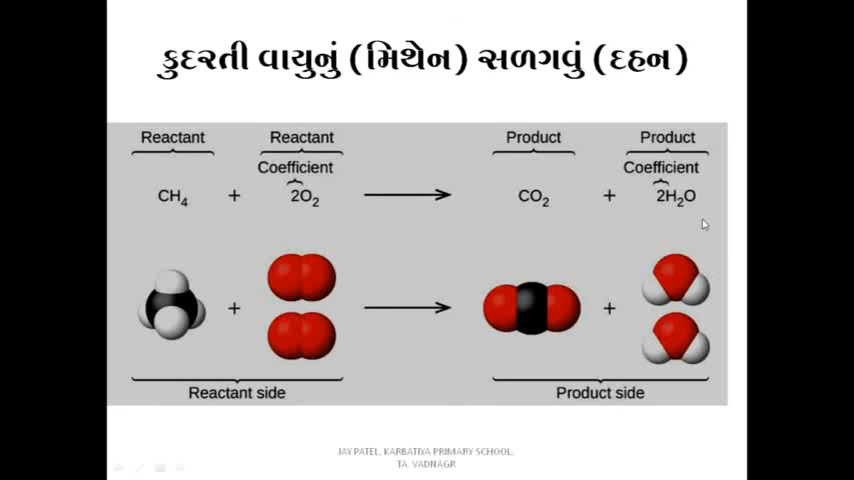 કુદરતી વાયુનું (મિથેન) સળગવું (દહન)
Reactant Reactant Product Product
Coefficient Coefficient
CH₄ + 2O₂ CO₂ + 2H₂O
+ +
Reactant side Product side
JAY PATEL, KARBATIYA PRIMARY SCHOOL,
TA. VADNAGR